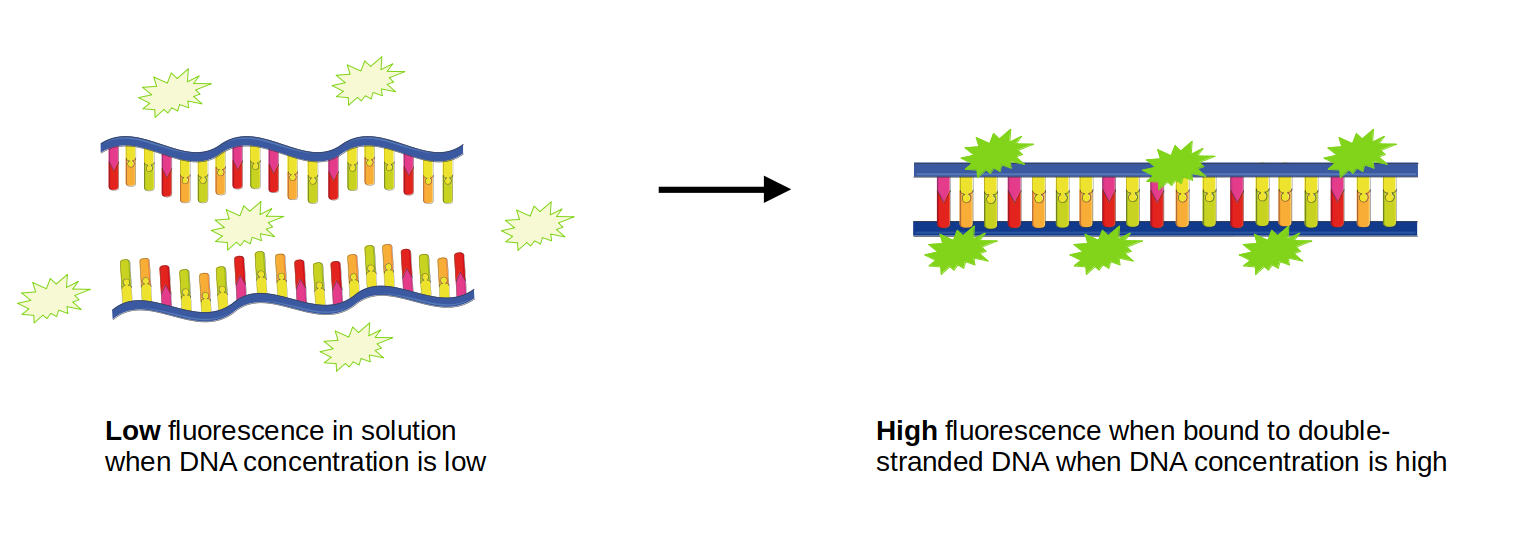 Low fluorescence in solution
when DNA concentration is low
High fluorescence when bound to double-
stranded DNA when DNA concentration is high